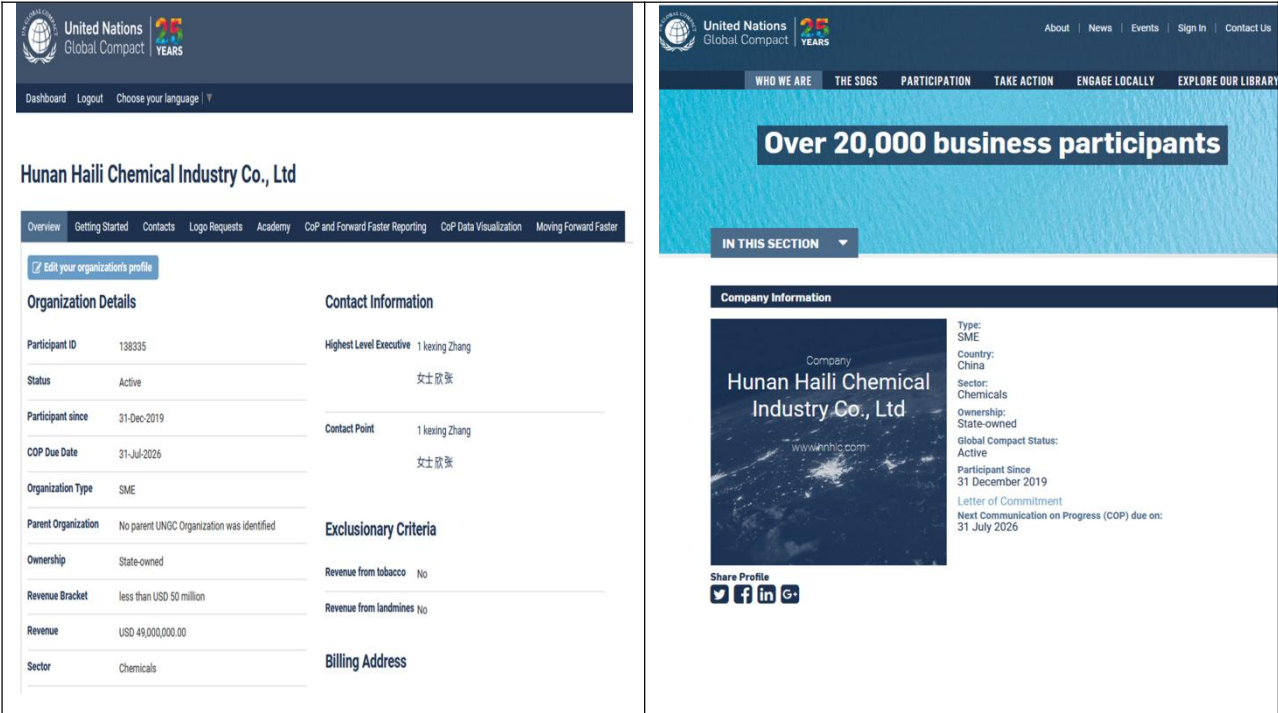 UN GLOBAL COMPACT
United Nations
Global Compact
25 YEARS
Dashboard Logout Choose your language
Hunan Haili Chemical Industry Co., Ltd
Overview Getting Started Contacts Logo Requests Academy CoP and Forward Faster Reporting CoP Data Visualization Moving Forward Faster
Edit your organization's profile
Organization Details
Participant ID 138335
Status Active
Participant since 31-Dec-2019
COP Due Date 31-Jul-2026
Organization Type SME
Parent Organization No parent UNGC Organization was identified
Ownership State-owned
Revenue Bracket less than USD 50 million
Revenue USD 49,000,000.00
Sector Chemicals
Contact Information
Highest Level Executive 1 kexing Zhang
女士 欣 张
Contact Point 1 kexing Zhang
女士 欣 张
Exclusionary Criteria
Revenue from tobacco No
Revenue from landmines No
Billing Address
United Nations
Global Compact
25 YEARS
About | News | Events | Sign In | Contact Us
WHO WE ARE THE SDGS PARTICIPATION TAKE ACTION ENGAGE LOCALLY EXPLORE OUR LIBRARY
Over 20,000 business participants
IN THIS SECTION
Company Information
Company
Hunan Haili Chemical
Industry Co., Ltd
www.hnhlc.com
Type:
SME
Country:
China
Sector:
Chemicals
Ownership:
State-owned
Global Compact Status:
Active
Participant Since
31 December 2019
Letter of Commitment
Next Communication on Progress (COP) due on:
31 July 2026
Share Profile